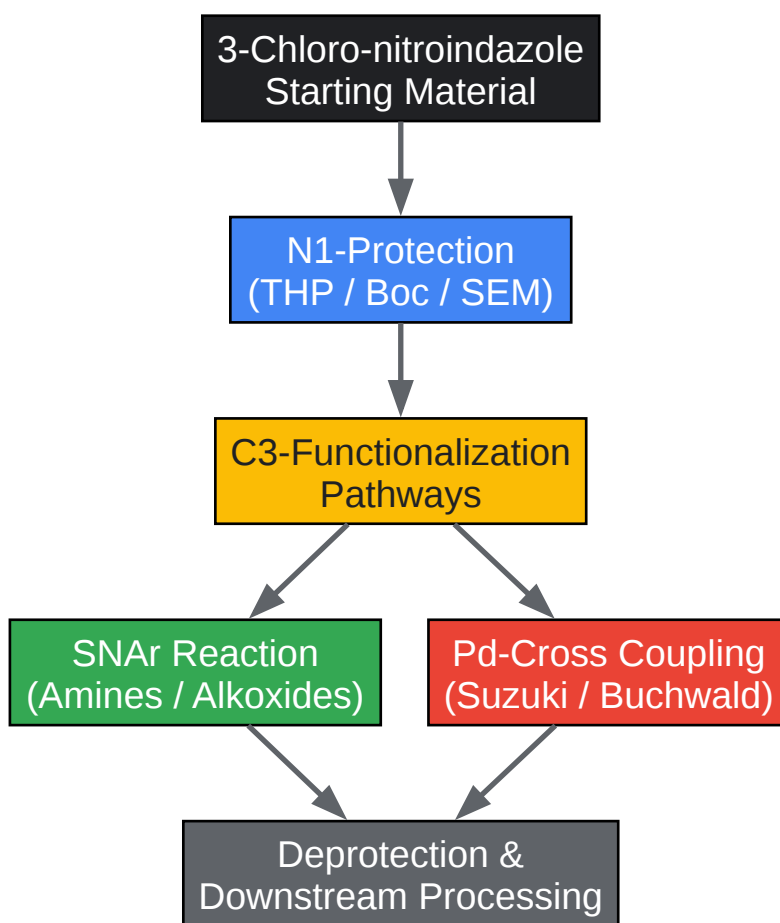 3-Chloro-nitroindazole
Starting Material
N1-Protection
(THP / Boc / SEM)
C3-Functionalization
Pathways
SNAr Reaction
(Amines / Alkoxides)
Pd-Cross Coupling
(Suzuki / Buchwald)
Deprotection &
Downstream Processing